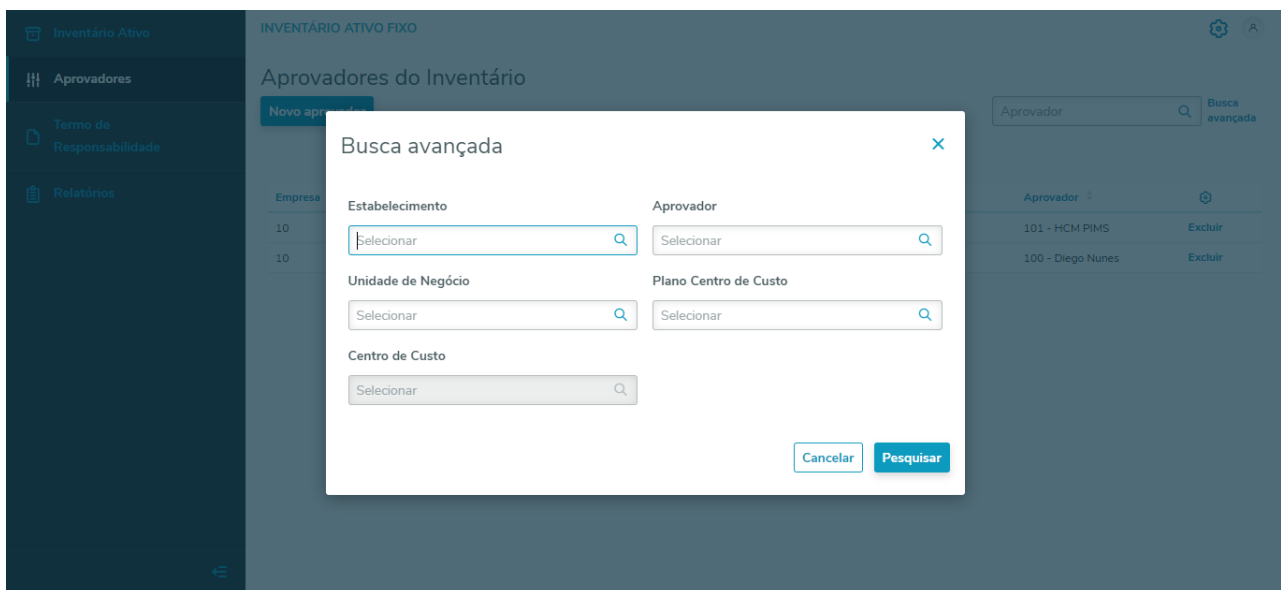 Inventário Ativo
INVENTÁRIO ATIVO FIXO
Aprovadores
Aprovadores do Inventário
Novo
Aprovador
Busca
avançada
Termo de
Responsabilidade
Relatórios
Busca avançada
Empresa
Aprovador
10
101 - HCM PIMS
Excluir
10
100 - Diego Nunes
Excluir
Estabelecimento
Aprovador
Selecionar
Selecionar
Unidade de Negócio
Plano Centro de Custo
Selecionar
Selecionar
Centro de Custo
Selecionar
Cancelar
Pesquisar